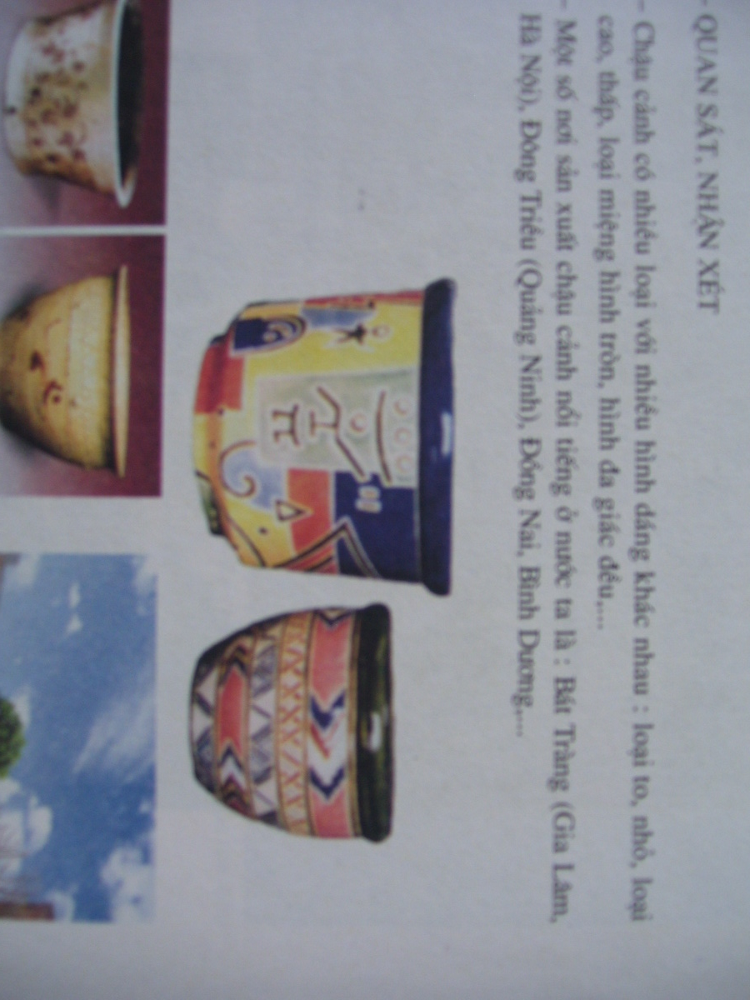 - QUAN SÁT, NHẬN XÉT
- Chậu cảnh có nhiều loại với nhiều hình dáng khác nhau : loại to, nhỏ, loại
cao, thấp, loại miệng hình tròn, hình đa giác đều,...
- Một số nơi sản xuất chậu cảnh nổi tiếng ở nước ta là : Bát Tràng (Gia Lâm,
Hà Nội), Đông Triều (Quảng Ninh), Đồng Nai, Bình Dương,...